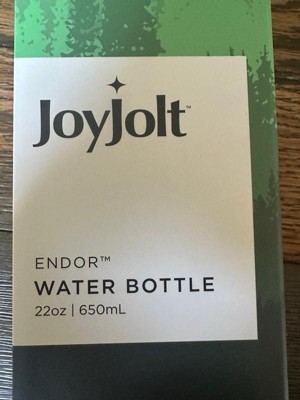 JoyJolt™
ENDOR™
WATER BOTTLE
22oz | 650mL